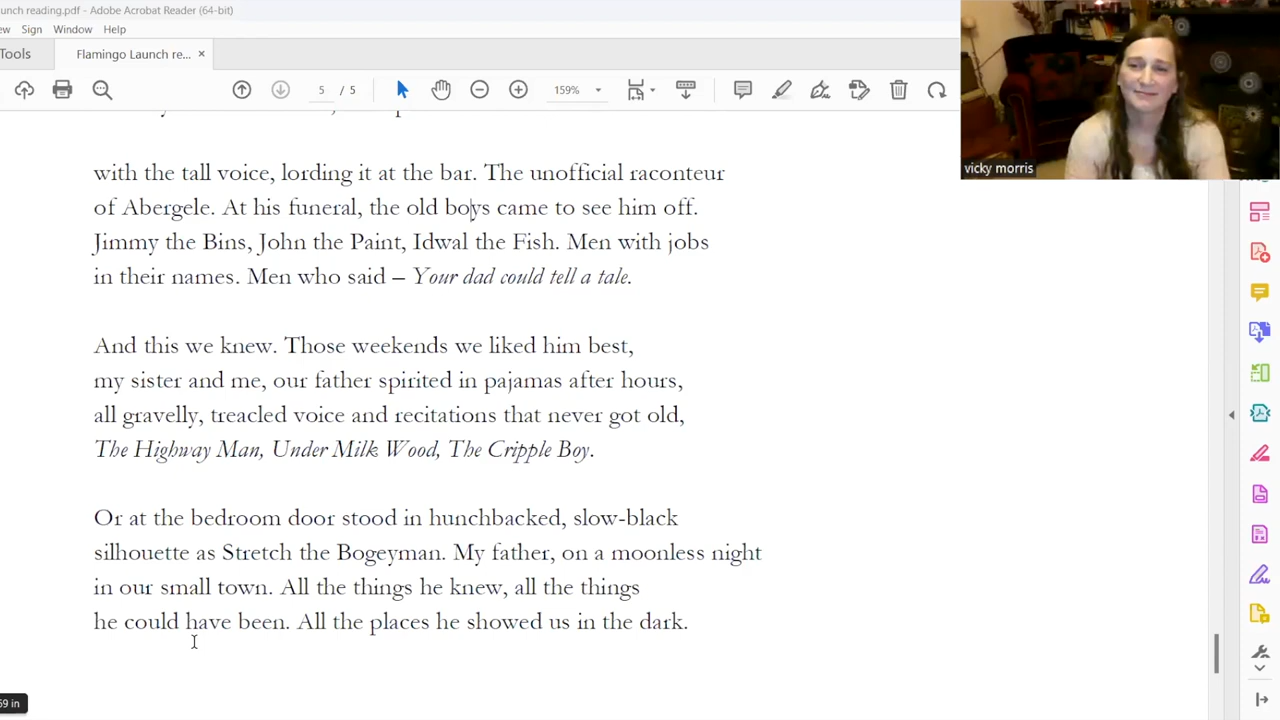 unch reading.pdf - Adobe Acrobat Reader (64-bit)
ew Sign Window Help
Tools Flamingo Launch re... ×
5 / 5 159%
vicky morris
with the tall voice, lording it at the bar. The unofficial raconteur
of Abergele. At his funeral, the old boys came to see him off.
Jimmy the Bins, John the Paint, Idwal the Fish. Men with jobs
in their names. Men who said – Your dad could tell a tale.
And this we knew. Those weekends we liked him best,
my sister and me, our father spirited in pajamas after hours,
all gravelly, treacled voice and recitations that never got old,
The Highway Man, Under Milk Wood, The Cripple Boy.
Or at the bedroom door stood in hunchbacked, slow-black
silhouette as Stretch the Bogeyman. My father, on a moonless night
in our small town. All the things he knew, all the things
he could have been. All the places he showed us in the dark.
69 in